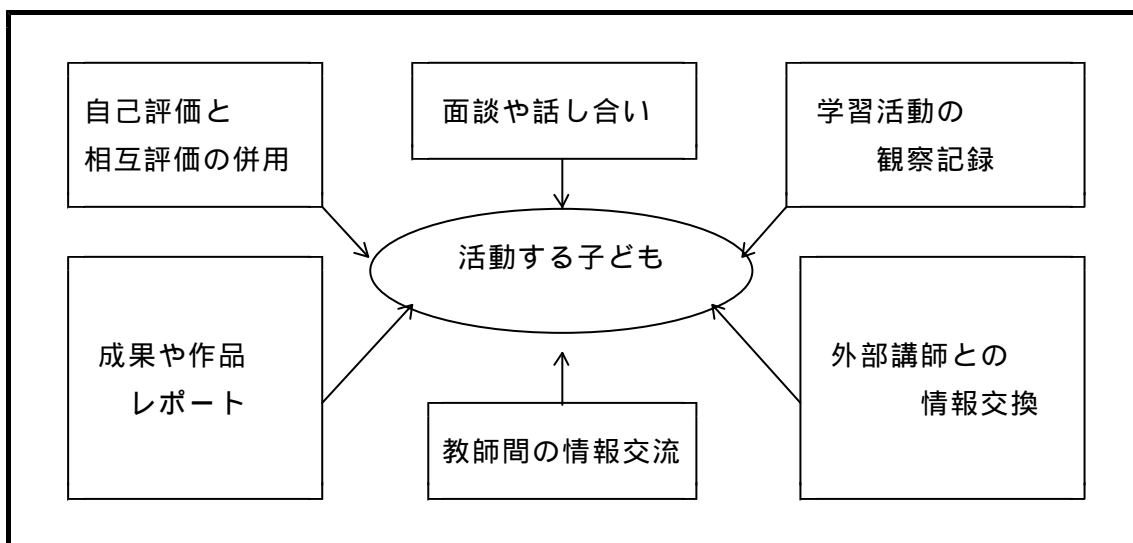 自己評価と
相互評価の併用
面談や話し合い
学習活動の
観察記録
活動する子ども
成果や作品
レポート
教師間の情報交流
外部講師との
情報交換